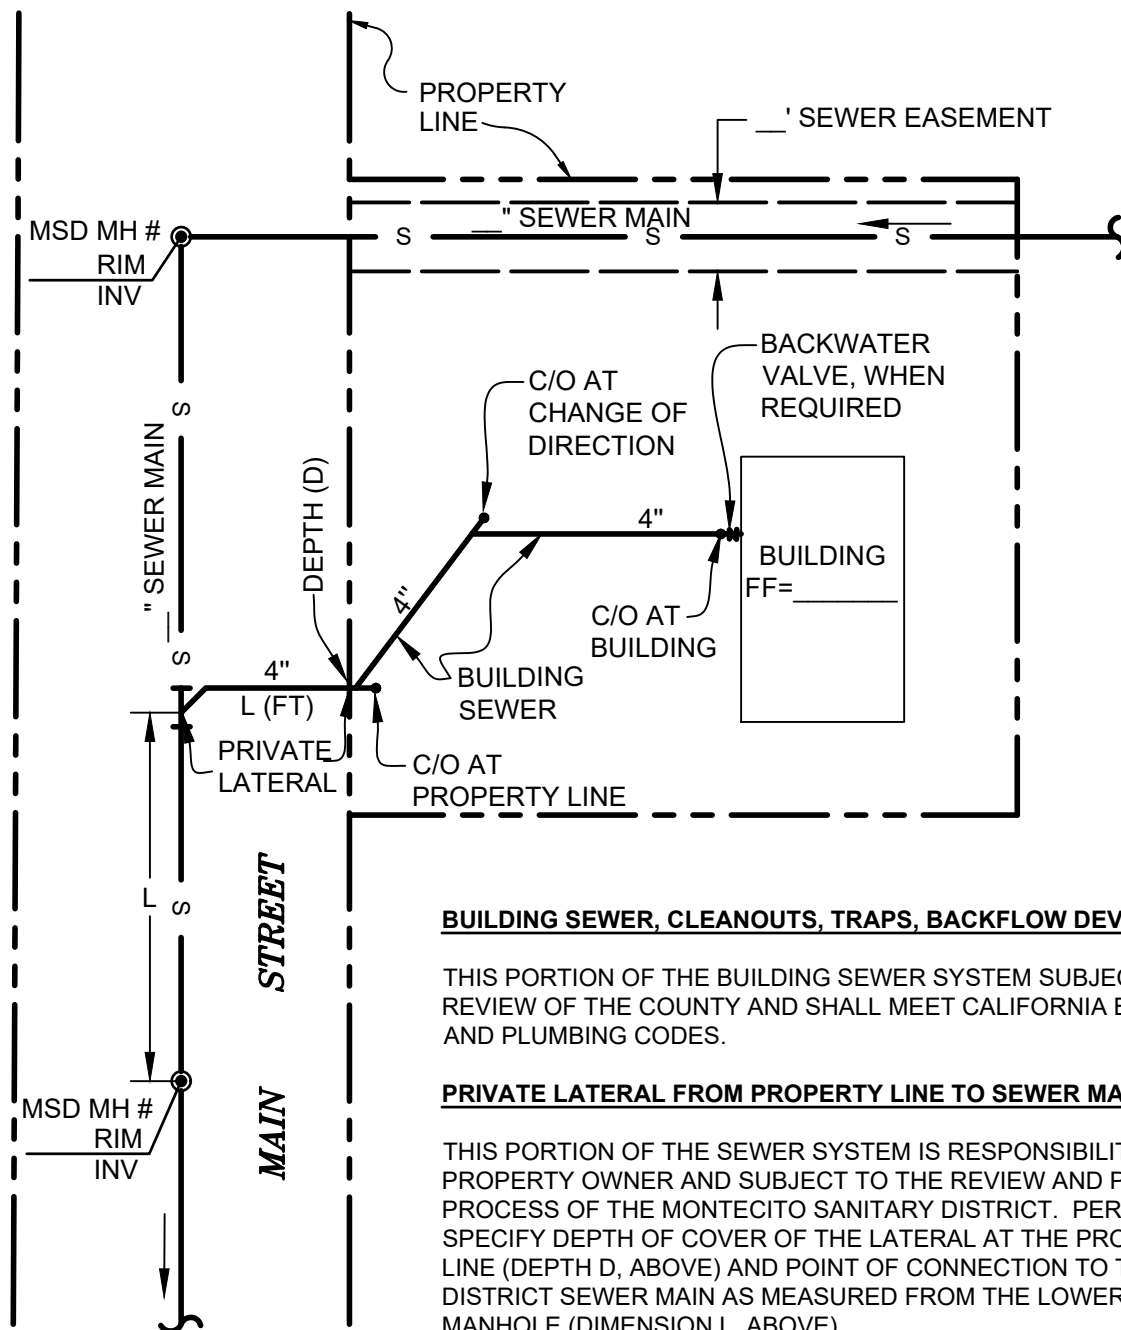 PROPERTY
LINE
__' SEWER EASEMENT
__" SEWER MAIN
S
S
S
MSD MH #
RIM
INV
BACKWATER
VALVE, WHEN
REQUIRED
C/O AT
CHANGE OF
DIRECTION
S
__" SEWER MAIN
DEPTH (D)
4"
4"
BUILDING
FF=_______
C/O AT
BUILDING
S
4"
L (FT)
BUILDING
SEWER
PRIVATE
LATERAL
C/O AT
PROPERTY LINE
L
S
MAIN STREET
MSD MH #
RIM
INV
BUILDING SEWER, CLEANOUTS, TRAPS, BACKFLOW DEV
THIS PORTION OF THE BUILDING SEWER SYSTEM SUBJEC
REVIEW OF THE COUNTY AND SHALL MEET CALIFORNIA B
AND PLUMBING CODES.
PRIVATE LATERAL FROM PROPERTY LINE TO SEWER MA
THIS PORTION OF THE SEWER SYSTEM IS RESPONSIBILIT
PROPERTY OWNER AND SUBJECT TO THE REVIEW AND P
PROCESS OF THE MONTECITO SANITARY DISTRICT. PER
SPECIFY DEPTH OF COVER OF THE LATERAL AT THE PRO
LINE (DEPTH D, ABOVE) AND POINT OF CONNECTION TO T
DISTRICT SEWER MAIN AS MEASURED FROM THE LOWER
MANHOLE (DIMENSION L, ABOVE)